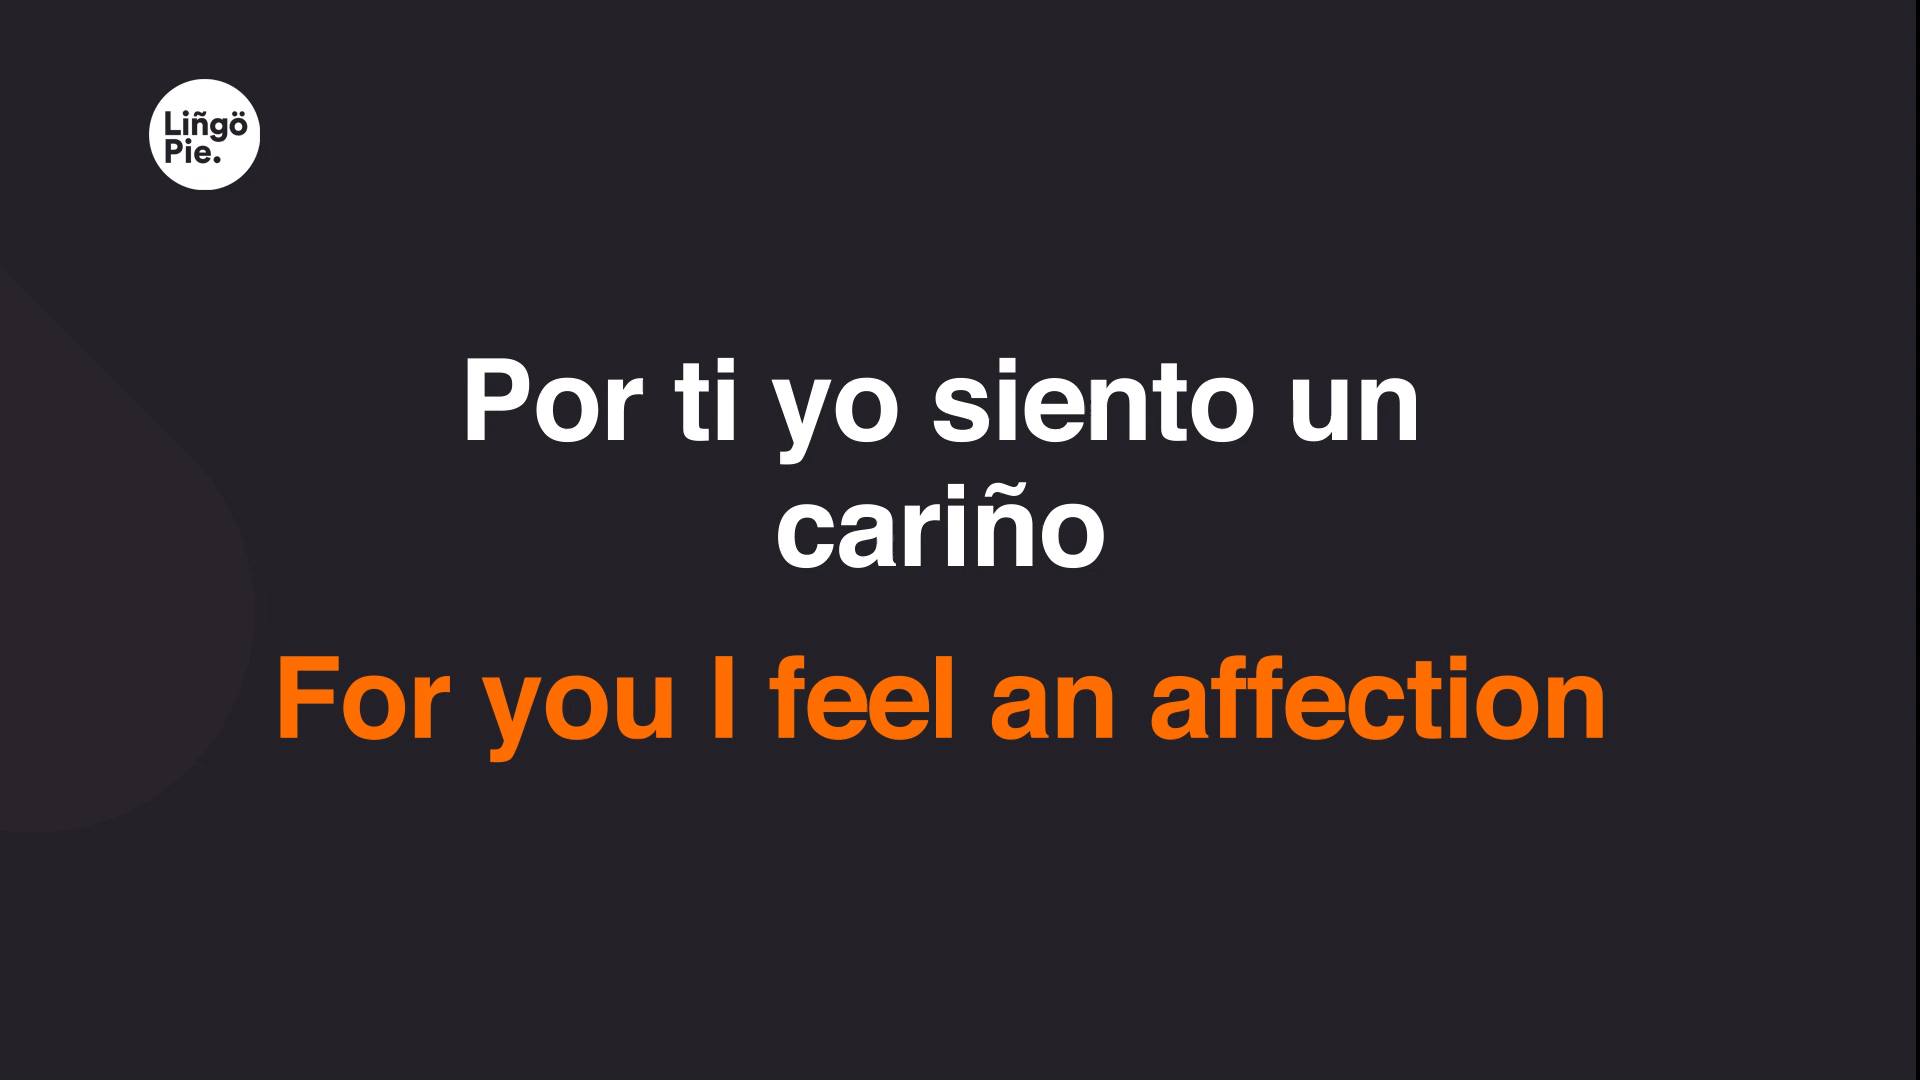 Liñgö
Pie.
Por ti yo siento un
cariño
For you I feel an affection